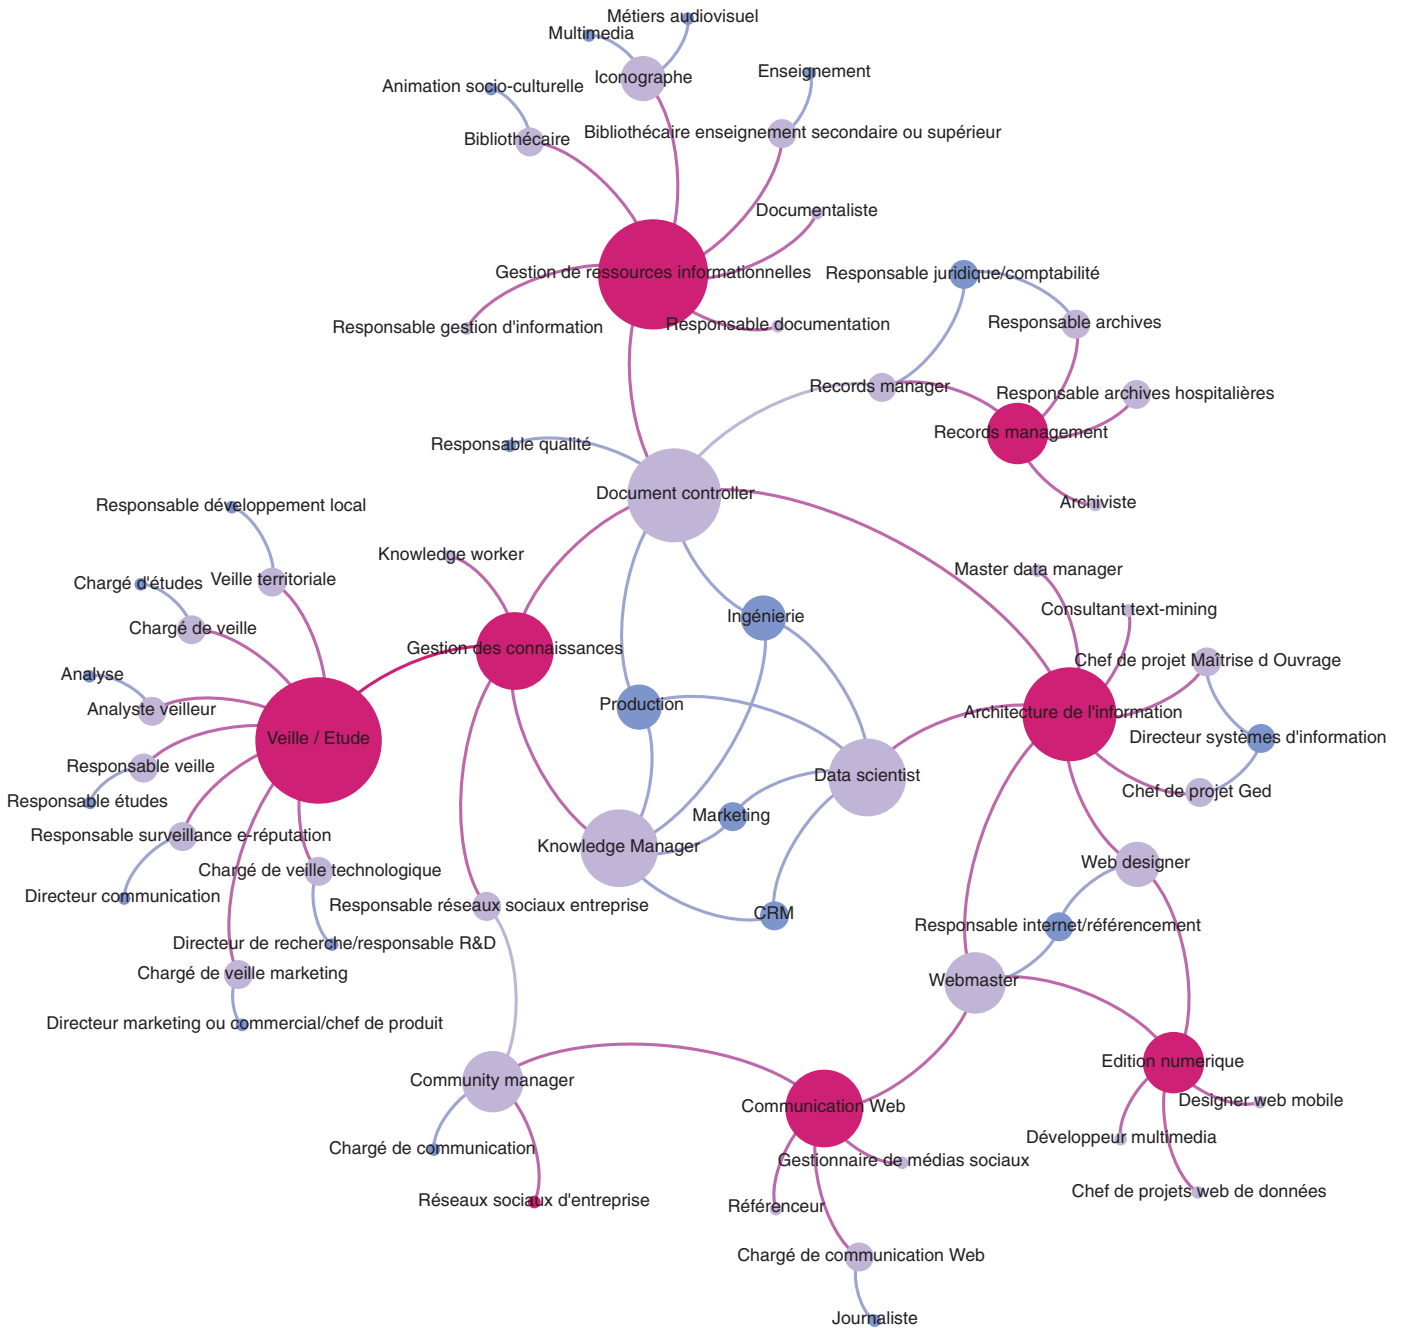 Métiers audiovisuel
Multimedia
Enseignement
Iconographe
Animation socio-culturelle
Bibliothécaire enseignement secondaire ou supérieur
Bibliothécaire
Documentaliste
Gestion de ressources informationnelles
Responsable juridique/comptabilité
Responsable gestion d'information
Responsable documentation
Responsable archives
Records manager
Responsable archives hospitalières
Records management
Responsable qualité
Document controller
Archiviste
Responsable développement local
Knowledge worker
Master data manager
Chargé d'études
Veille territoriale
Consultant text-mining
Ingénierie
Chargé de veille
Gestion des connaissances
Chef de projet Maîtrise d Ouvrage
Analyse
Production
Analyste veilleur
Architecture de l'information
Veille / Etude
Directeur systèmes d'information
Responsable veille
Data scientist
Chef de projet Ged
Responsable études
Marketing
Responsable surveillance e-réputation
Knowledge Manager
Web designer
Chargé de veille technologique
Directeur communication
Responsable réseaux sociaux entreprise
CRM
Responsable internet/référencement
Directeur de recherche/responsable R&D
Chargé de veille marketing
Webmaster
Directeur marketing ou commercial/chef de produit
Edition numerique
Community manager
Communication Web
Designer web mobile
Développeur multimedia
Chargé de communication
Gestionnaire de médias sociaux
Chef de projets web de données
Réseaux sociaux d'entreprise
Référenceur
Chargé de communication Web
Journaliste